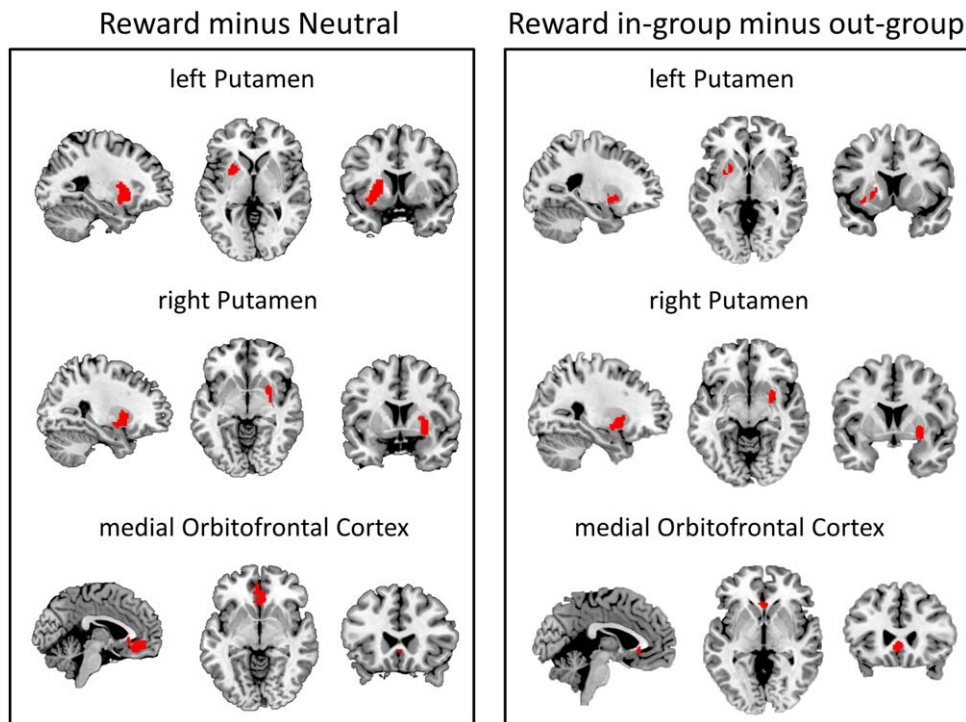 Reward minus Neutral
left Putamen
right Putamen
medial Orbitofrontal Cortex
Reward in-group minus out-group
left Putamen
right Putamen
medial Orbitofrontal Cortex